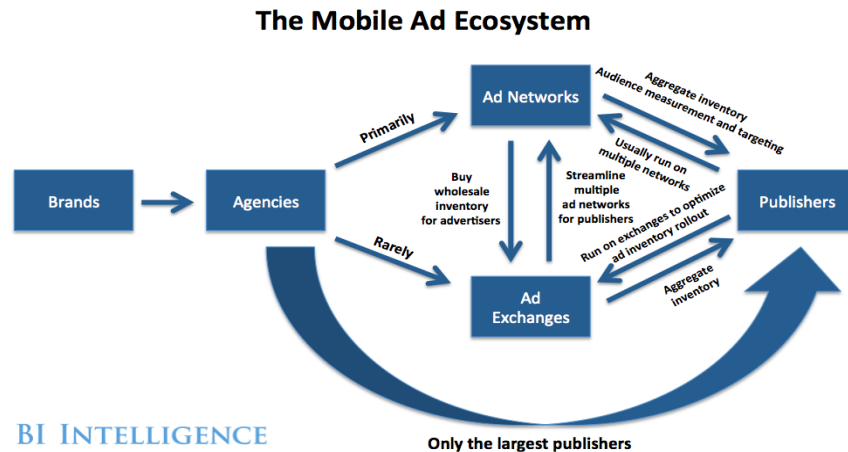 The Mobile Ad Ecosystem
Ad Networks
Aggregate inventory
Audience measurement and targeting
Primarily
Usually run on
multiple networks
Buy
wholesale
inventory
for advertisers
Streamline
multiple
ad networks
for publishers
Brands
Agencies
Publishers
Rarely
Run on exchanges to optimize
ad inventory rollout
Ad
Exchanges
Aggregate
inventory
BI INTELLIGENCE
Only the largest publishers